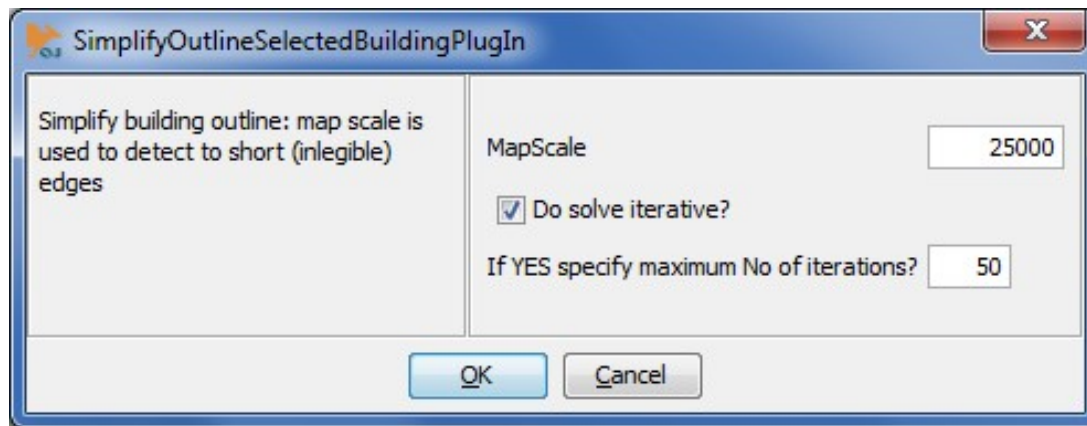 SimplifyOutlineSelectedBuildingPlugIn
Simplify building outline: map scale is
used to detect to short (inlegible)
edges
MapScale 25000
Do solve iterative?
If YES specify maximum No of iterations? 50
OK Cancel